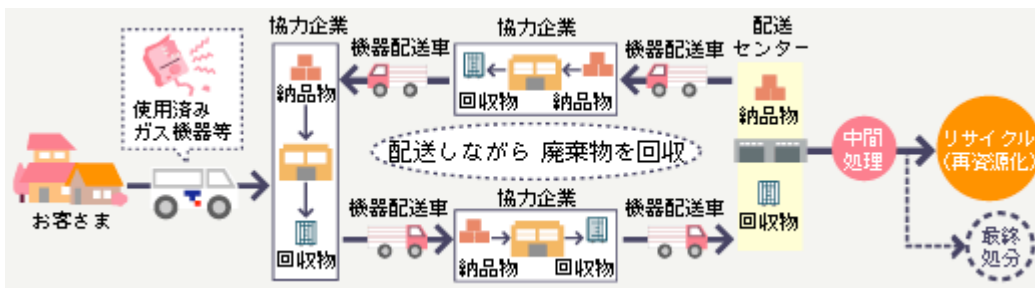 使用済み
ガス機器等
お客さま
協力企業
納品物
回収物
機器配送車
協力企業
回収物
納品物
機器配送車
配送
センター
納品物
回収物
配送しながら 廃棄物を回収
機器配送車
協力企業
納品物
回収物
機器配送車
中間
処理
リサイクル
(再資源化)
最終
処分